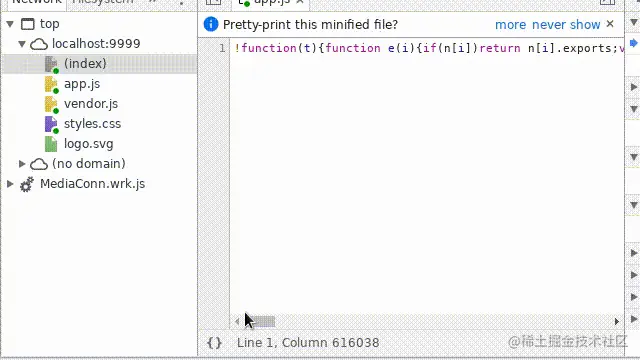 Network Filesystem »
app.js ×
top
localhost:9999
(index)
app.js
vendor.js
styles.css
logo.svg
(no domain)
MediaConn.wrk.js
Pretty-print this minified file? more never show ×
1 !function(t){function e(i){if(n[i])return n[i].exports;v
{} Line 1, Column 616038
@稀土掘金技术社区